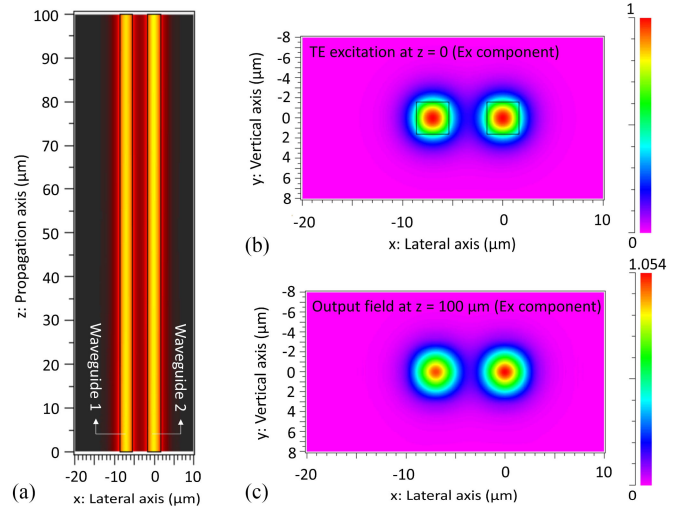 100
90
80
70
60
50
40
30
20
10
0
z: Propagation axis (µm)
Waveguide 1
Waveguide 2
-20 -10 0 10
x: Lateral axis (µm)
(a)
TE excitation at z = 0 (Ex component)
-8
-6
-4
-2
0
2
4
6
8
y: Vertical axis (µm)
-20 -10 0 10
x: Lateral axis (µm)
(b)
1
0
Output field at z = 100 µm (Ex component)
-8
-6
-4
-2
0
2
4
6
8
y: Vertical axis (µm)
-20 -10 0 10
x: Lateral axis (µm)
(c)
1.054
0